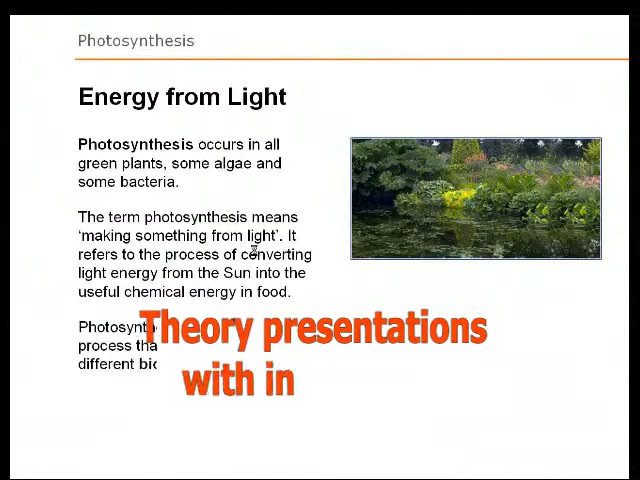 Photosynthesis
Energy from Light
Photosynthesis occurs in all
green plants, some algae and
some bacteria.
The term photosynthesis means
‘making something from light’. It
refers to the process of converting
light energy from the Sun into the
useful chemical energy in food.
Theory presentations
process tha
different bio
with in